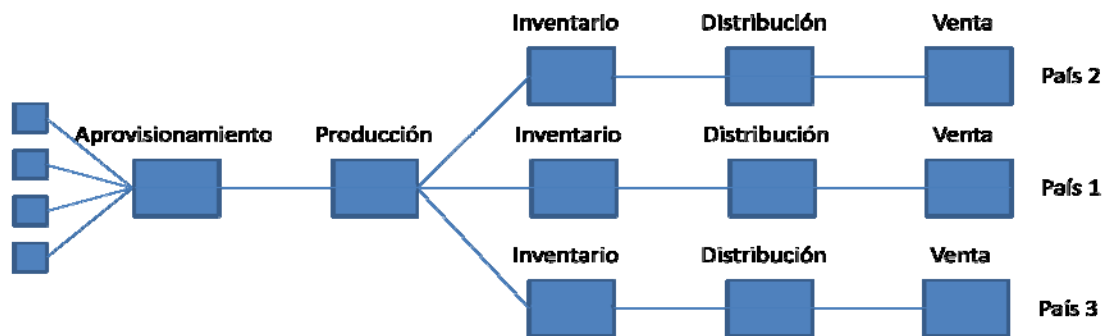 Inventario Distribución Venta
País 2
Aprovisionamiento Producción Inventario Distribución Venta
País 1
Inventario Distribución Venta
País 3